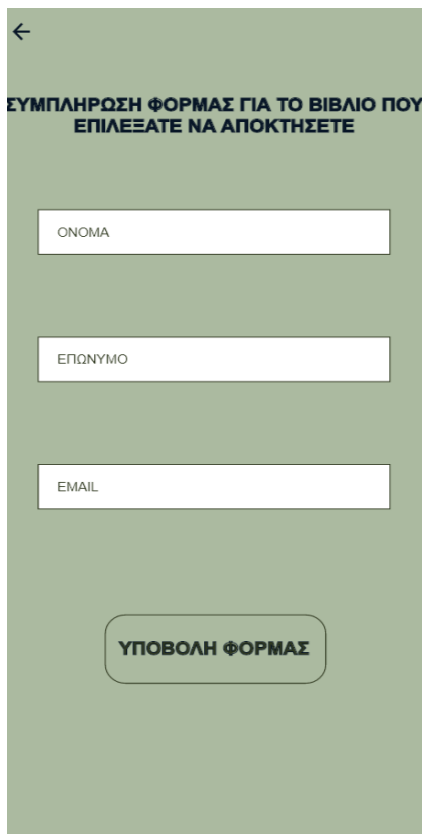 ΣΥΜΠΛΗΡΩΣΗ ΦΟΡΜΑΣ ΓΙΑ ΤΟ ΒΙΒΛΙΟ ΠΟΥ
ΕΠΙΛΕΞΑΤΕ ΝΑ ΑΠΟΚΤΗΣΕΤΕ
ΟΝΟΜΑ
ΕΠΩΝΥΜΟ
EMAIL
ΥΠΟΒΟΛΗ ΦΟΡΜΑΣ